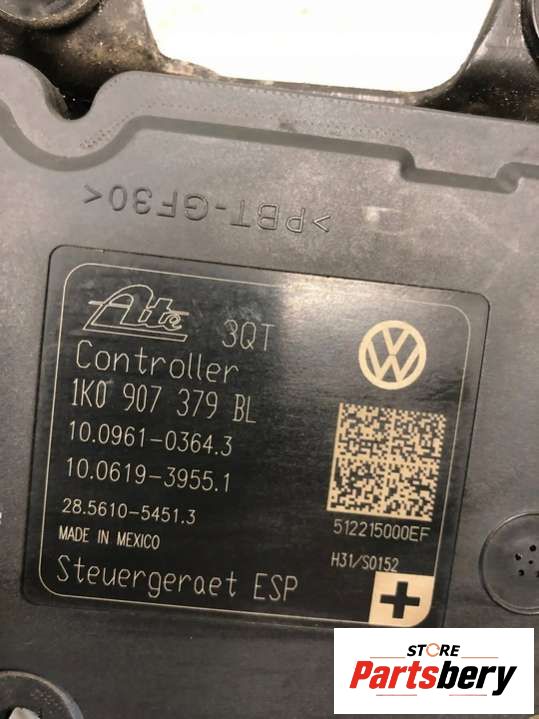 >PBT-GF30<
Ate 3QT
Controller
1K0 907 379 BL
10.0961-0364.3
10.0619-3955.1
28.5610-5451.3
MADE IN MEXICO
Steuergeraet ESP
VW
512215000EF
H31/S0152
STORE
Partsbery